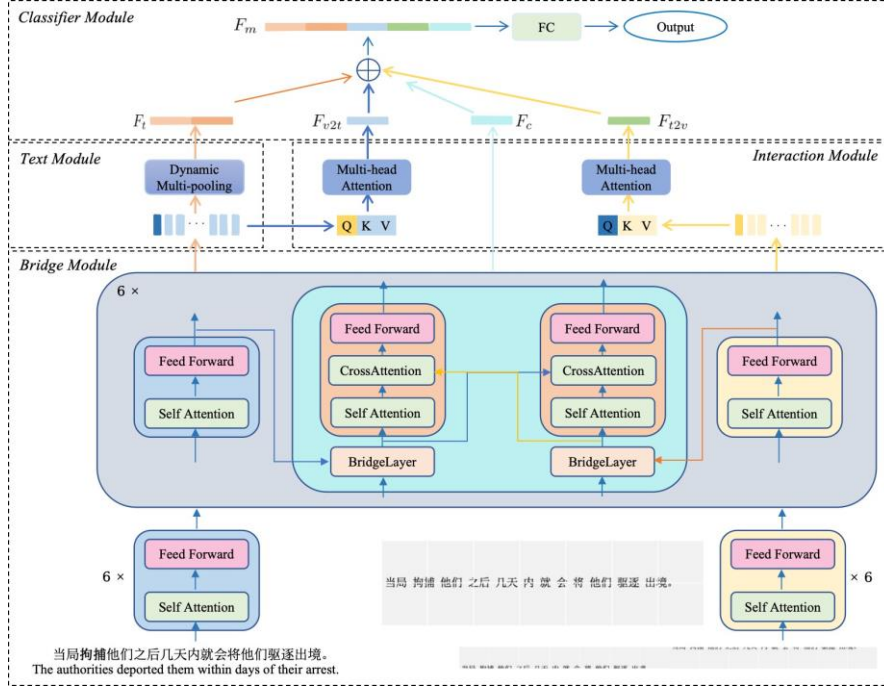 Classifier Module
Fm
FC
Output
Ft
Fv2t
Fc
Ft2v
Text Module
Interaction Module
Dynamic
Multi-pooling
Multi-head
Attention
Multi-head
Attention
...
Q K V
Q K V
...
Bridge Module
6 ×
Feed Forward
Self Attention
Feed Forward
CrossAttention
Self Attention
BridgeLayer
Feed Forward
CrossAttention
Self Attention
BridgeLayer
Feed Forward
Self Attention
6 ×
Feed Forward
Self Attention
当局 拘捕 他们 之后 几天 内 就 会 将 他们 驱逐 出境。
Feed Forward
Self Attention
× 6
当局拘捕他们之后几天内就会将他们驱逐出境。
The authorities deported them within days of their arrest.